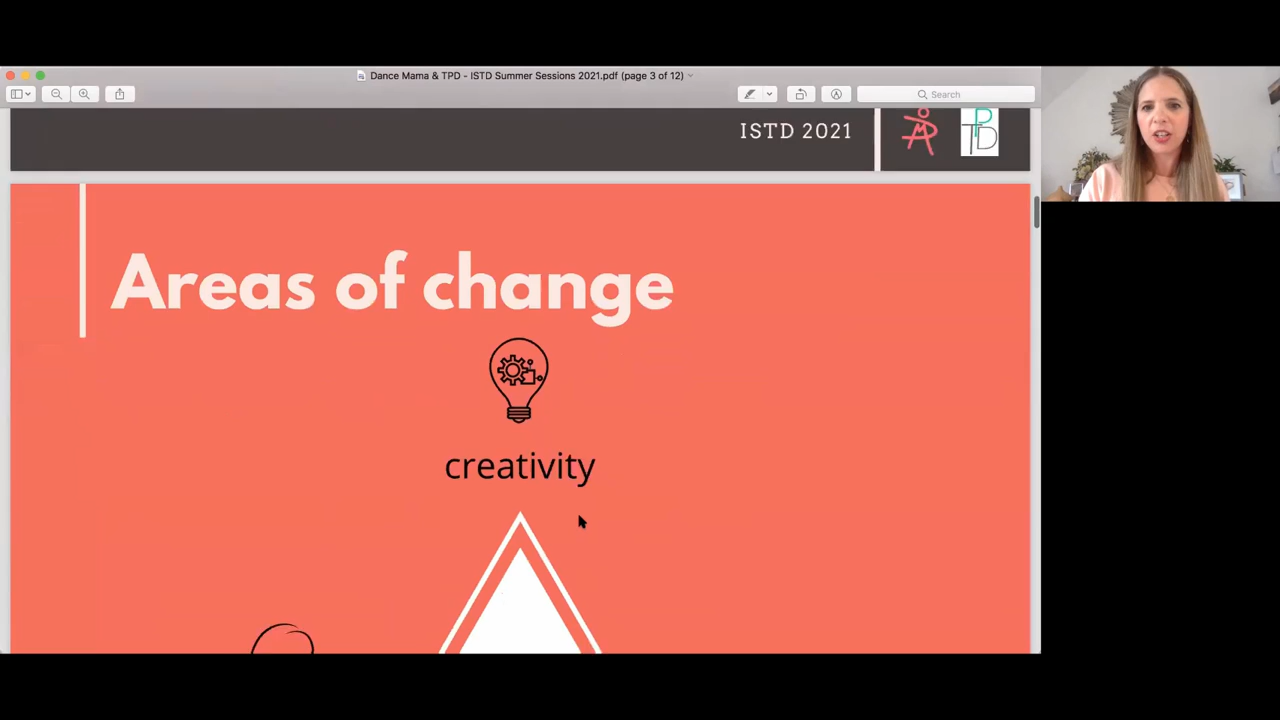 Dance Mama & TPD - ISTD Summer Sessions 2021.pdf (page 3 of 12)
Search
ISTD 2021
TPD
Areas of change
creativity